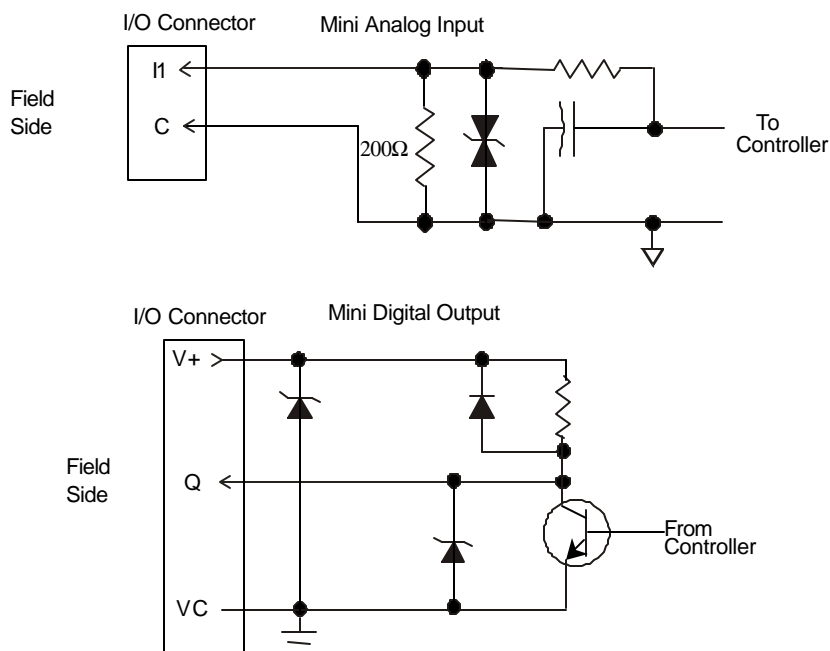 I/O Connector
Mini Analog Input
I1
Field
Side
C
200Ω
To
Controller
I/O Connector
Mini Digital Output
V+
Field
Side
Q
From
Controller
VC